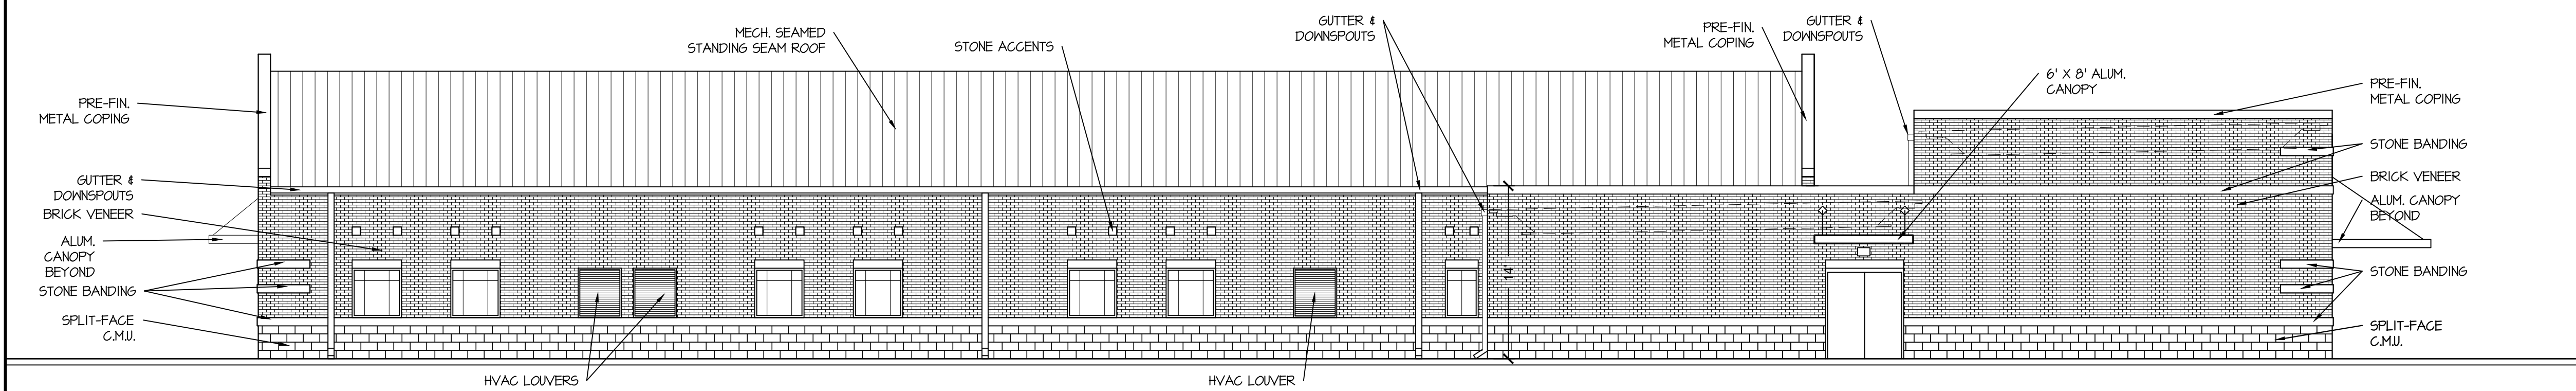 PRE-FIN.
METAL COPING
GUTTER &
DOWNSPOUTS
BRICK VENEER
ALUM.
CANOPY
BEYOND
STONE BANDING
SPLIT-FACE
C.M.U.
MECH. SEAMED
STANDING SEAM ROOF
STONE ACCENTS
GUTTER &
DOWNSPOUTS
PRE-FIN.
METAL COPING
GUTTER &
DOWNSPOUTS
6' X 8' ALUM.
CANOPY
14'
HVAC LOUVERS
HVAC LOUVER
PRE-FIN.
METAL COPING
STONE BANDING
BRICK VENEER
ALUM. CANOPY
BEYOND
STONE BANDING
SPLIT-FACE
C.M.U.